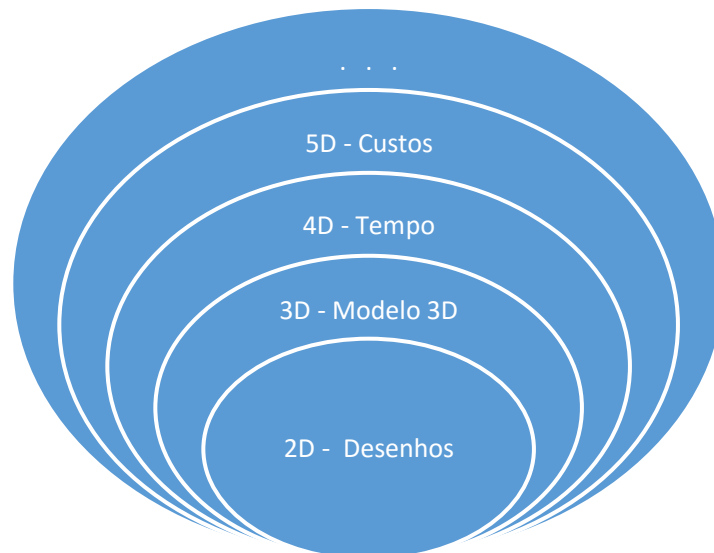 . . .
5D - Custos
4D - Tempo
3D - Modelo 3D
2D -  Desenhos